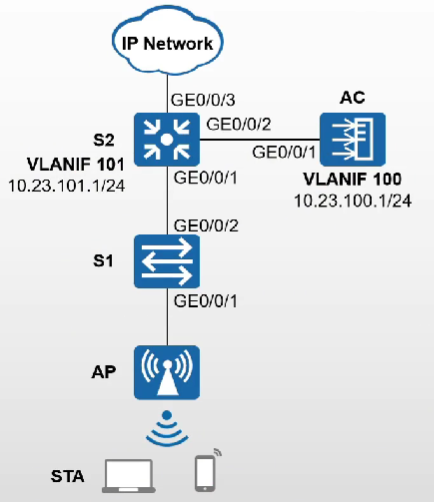 IP Network
GE0/0/3
AC
GE0/0/2
S2
GE0/0/1
VLANIF 101
GE0/0/1
VLANIF 100
10.23.101.1/24
10.23.100.1/24
GE0/0/2
S1
GE0/0/1
AP
STA